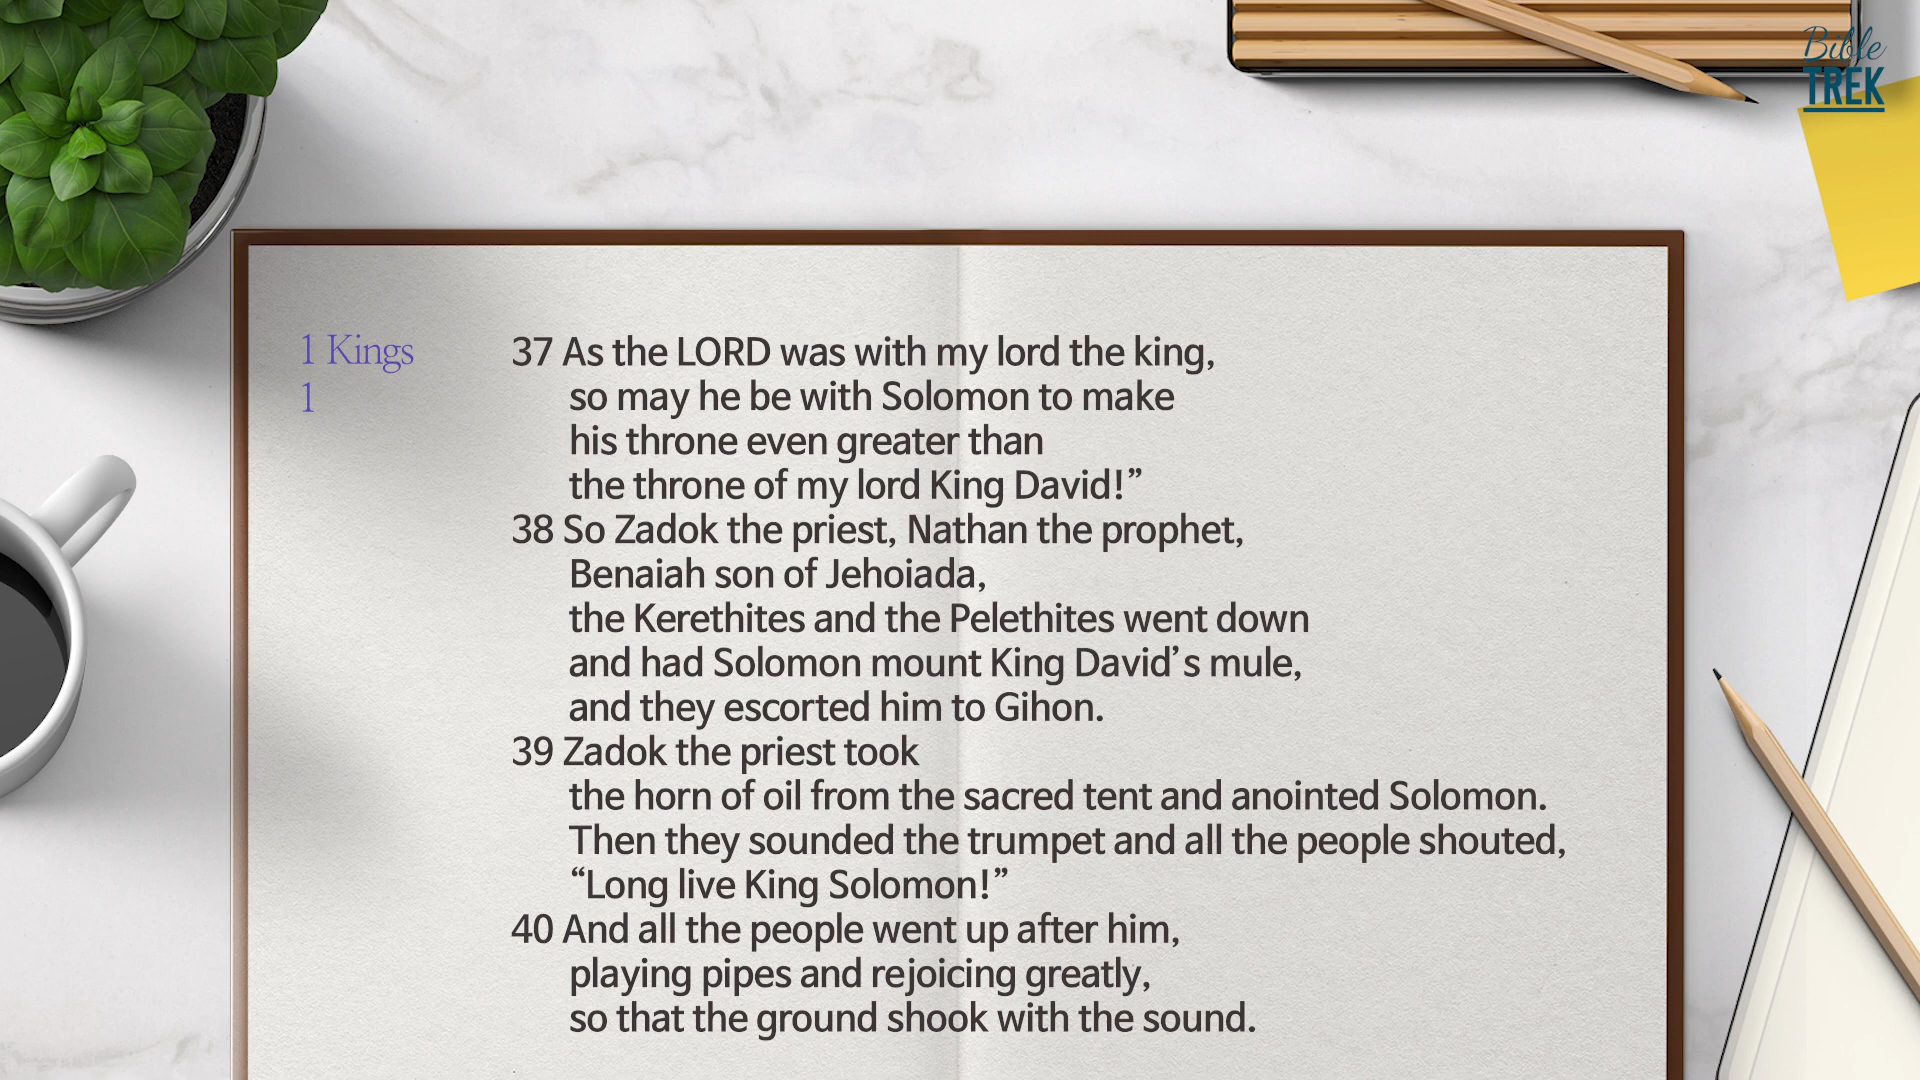 Bible
TREK
1 Kings
1
37 As the LORD was with my lord the king,
so may he be with Solomon to make
his throne even greater than
the throne of my lord King David!”
38 So Zadok the priest, Nathan the prophet,
Benaiah son of Jehoiada,
the Kerethites and the Pelethites went down
and had Solomon mount King David’s mule,
and they escorted him to Gihon.
39 Zadok the priest took
the horn of oil from the sacred tent and anointed Solomon.
Then they sounded the trumpet and all the people shouted,
“Long live King Solomon!”
40 And all the people went up after him,
playing pipes and rejoicing greatly,
so that the ground shook with the sound.